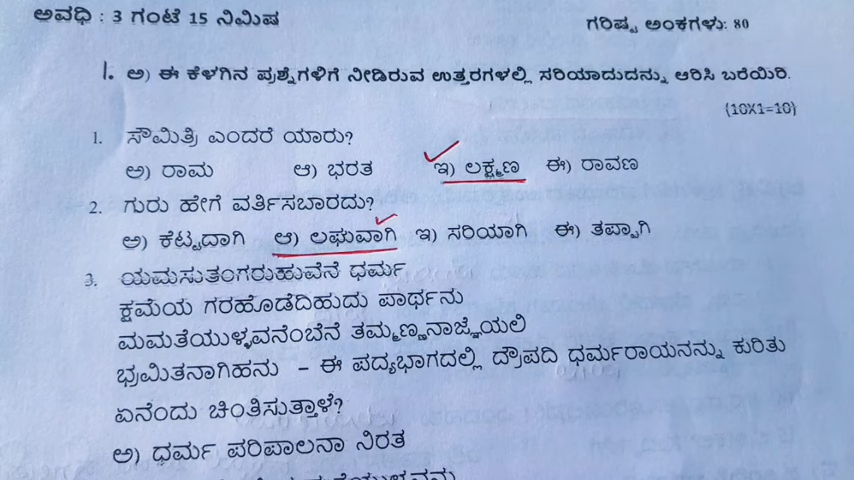 ಅವಧಿ : 3 ಗಂಟೆ 15 ನಿಮಿಷ ಗರಿಷ್ಟ ಅಂಕಗಳು: 80
1. ಅ) ಈ ಕೆಳಗಿನ ಪ್ರಶ್ನೆಗಳಿಗೆ ನೀಡಿರುವ ಉತ್ತರಗಳಲ್ಲಿ ಸರಿಯಾದುದನ್ನು ಆರಿಸಿ ಬರೆಯಿರಿ.
(10X1=10)
1. ಸೌಮಿತ್ರಿ ಎಂದರೆ ಯಾರು?
ಅ) ರಾಮ ಆ) ಭರತ ಇ) ಲಕ್ಷ್ಮಣ ಈ) ರಾವಣ
2. ಗುರು ಹೇಗೆ ವರ್ತಿಸಬಾರದು?
ಅ) ಕೆಟ್ಟದಾಗಿ ಆ) ಲಘುವಾಗಿ ಇ) ಸರಿಯಾಗಿ ಈ) ತಪ್ಪಾಗಿ
3. ಯಮಸುತಂಗರುಹುವೆನೆ ಧರ್ಮ
ಕ್ಷಮೆಯ ಗರಹೊಡೆದಿಹುದು ಪಾರ್ಥನು
ಮಮತೆಯುಳ್ಳವನೆಂಬೆನೆ ತಮ್ಮಣ್ಣನಾಜ್ಞೆಯಲಿ
ಭ್ರಮಿತನಾಗಿಹನು – ಈ ಪದ್ಯಭಾಗದಲ್ಲಿ ದ್ರೌಪದಿ ಧರ್ಮರಾಯನನ್ನು ಕುರಿತು
ಏನೆಂದು ಚಿಂತಿಸುತ್ತಾಳೆ?
ಅ) ಧರ್ಮ ಪರಿಪಾಲನಾ ನಿರತ